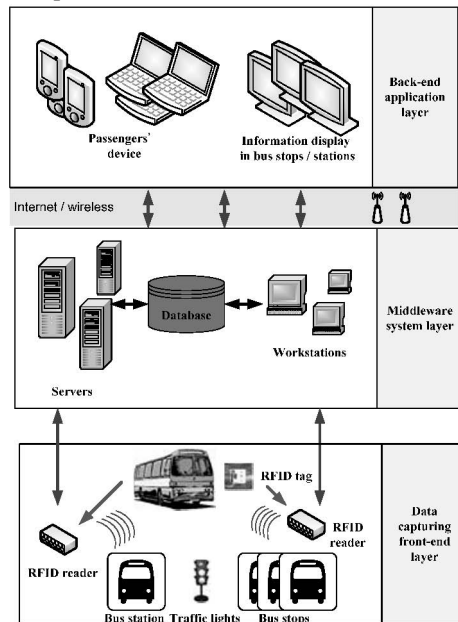 Back-end
application
layer
Passengers'
device
Information display
in bus stops / stations
Internet / wireless
Database
Middleware
system layer
Workstations
Servers
RFID tag
RFID
reader
Data
capturing
front-end
layer
RFID reader
Bus station
Traffic lights
Bus stops